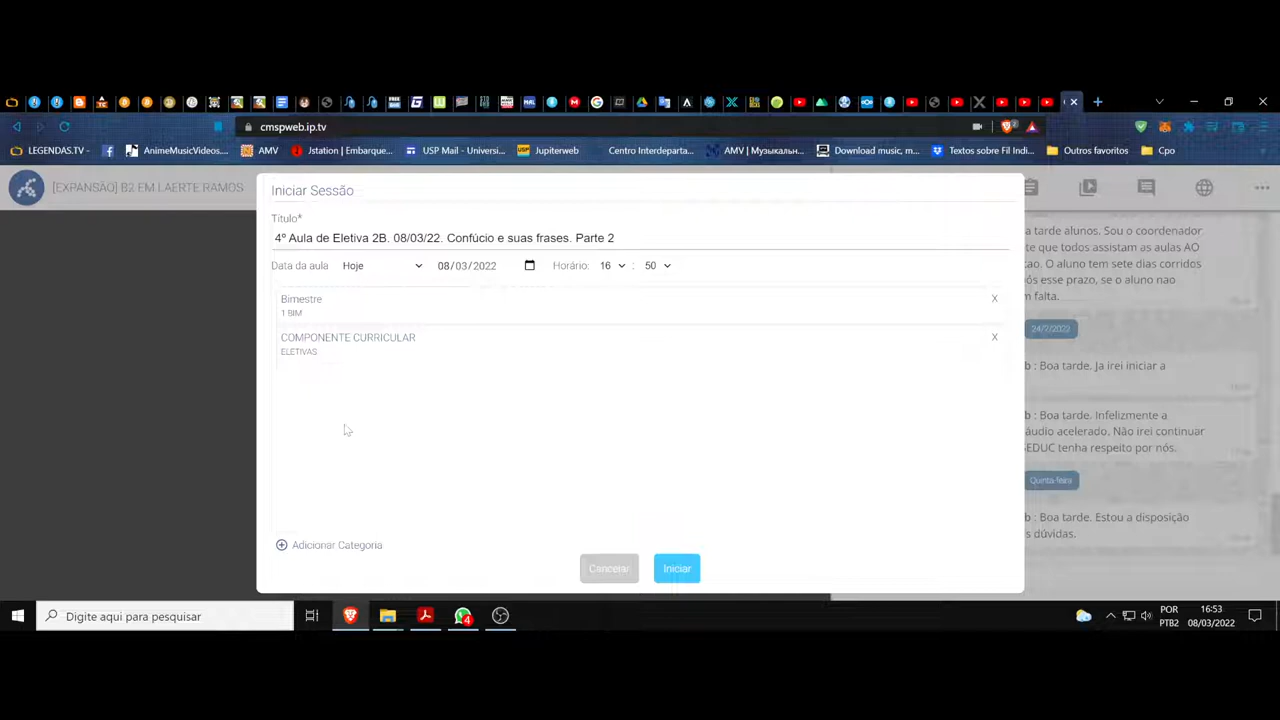 cmspweb.ip.tv
LEGENDAS.TV
AnimeMusicVideos...
AMV
Jstation | Embarque...
USP Mail - Universi...
Jupiterweb
Centro Interdeparta...
AMV | Музыкальн...
Download music, m...
Textos sobre Fil Indi...
Outros favoritos
Cpo
[EXPANSÃO] B2 EM LAERTE RAMOS
Iniciar Sessão
Título*
4º Aula de Eletiva 2B. 08/03/22. Confúcio e suas frases. Parte 2
Data da aula Hoje 08/03/2022 Horário: 16 : 50
Bimestre X
1 BIM
COMPONENTE CURRICULAR X
ELETIVAS
Adicionar Categoria
Cancelar Iniciar
a tarde alunos. Sou o coordenador
te que todos assistam as aulas AO
cao. O aluno tem sete dias corridos
ós esse prazo, se o aluno nao
m falta.
24/2/2022
b : Boa tarde. Ja irei iniciar a
b : Boa tarde. Infelizmente a
áudio acelerado. Não irei continuar
SEDUC tenha respeito por nós.
Quinta-feira
b : Boa tarde. Estou a disposição
s dúvidas.
Digite aqui para pesquisar
4
POR
PTB2
16:53
08/03/2022